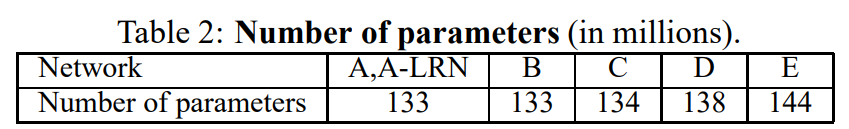 Table 2: Number of parameters (in millions).
Network A,A-LRN B C D E
Number of parameters 133 133 134 138 144